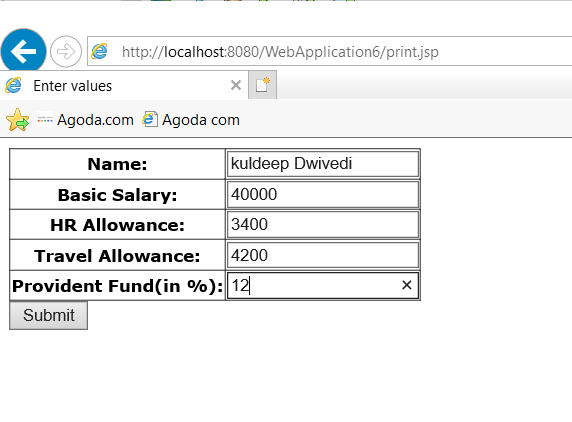 http://localhost:8080/WebApplication6/print.jsp
Enter values
Agoda.com Agoda com
Name: kuldeep Dwivedi
Basic Salary: 40000
HR Allowance: 3400
Travel Allowance: 4200
Provident Fund(in %): 12
Submit